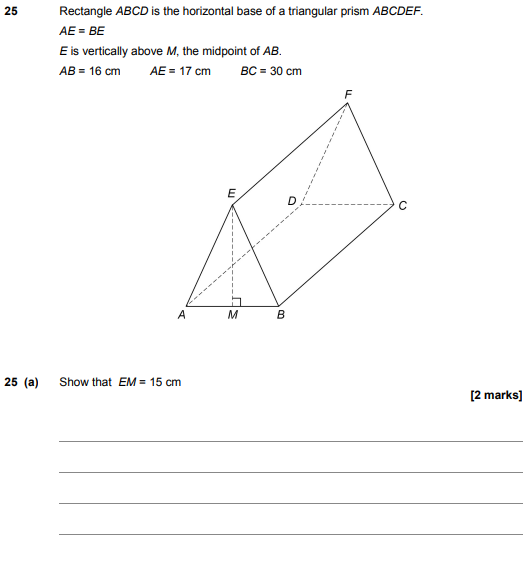 25 Rectangle ABCD is the horizontal base of a triangular prism ABCDEF.
AE = BE
E is vertically above M, the midpoint of AB.
AB = 16 cm AE = 17 cm BC = 30 cm
F
E
D
C
A
M
B
25 (a) Show that EM = 15 cm
[2 marks]